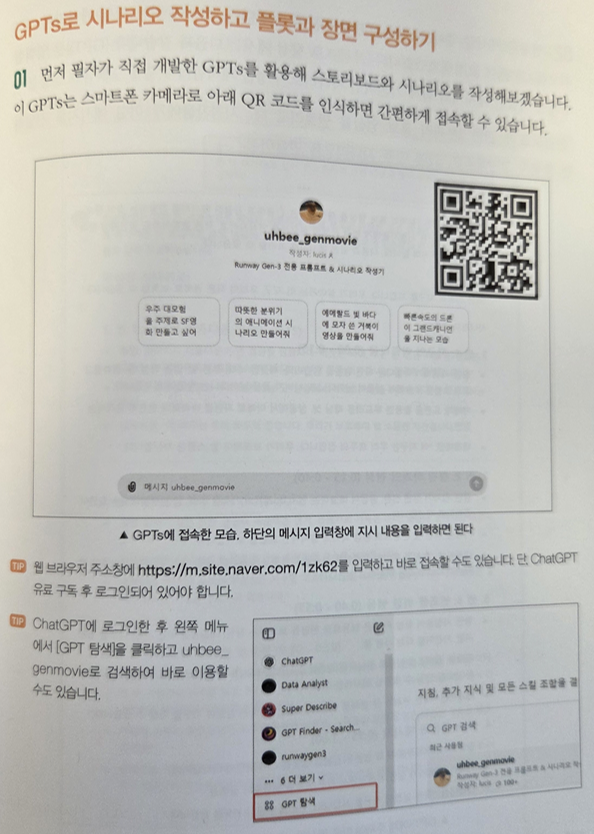 GPTs로 시나리오 작성하고 플롯과 장면 구성하기
01 먼저 필자가 직접 개발한 GPTs를 활용해 스토리보드와 시나리오를 작성해보겠습니다.
이 GPTs는 스마트폰 카메라로 아래 QR 코드를 인식하면 간편하게 접속할 수 있습니다.
uhbee_genmovie
작성자: lucis A
Runway Gen-3 전용 프롬프트 & 시나리오 작성기
우주 대모험
을 주제로 SF영
화 만들고 싶어
따뜻한 분위기
의 애니메이션 시
나리오 만들어줘
에메랄드 빛 바다
에 모자 쓴 거북이
영상을 만들어줘
빠른속도의 드론
이 그랜드캐니언
을 지나는 모습
메시지 uhbee_genmovie
▲ GPTs에 접속한 모습, 하단의 메시지 입력창에 지시 내용을 입력하면 된다
TIP 웹 브라우저 주소창에 https://m.site.naver.com/1zk62를 입력하고 바로 접속할 수도 있습니다. 단, ChatGPT
유료 구독 후 로그인되어 있어야 합니다.
TIP ChatGPT에 로그인한 후 왼쪽 메뉴
에서 [GPT 탐색]을 클릭하고 uhbee_
genmovie로 검색하여 바로 이용할
수도 있습니다.
ChatGPT
Data Analyst
Super Describe
GPT Finder - Search...
runwaygen3
6 더 보기
GPT 탐색
지침, 추가 지식 및 모든 스킬 조합을 결
GPT 검색
최근 사용됨
uhbee_genmovie
Runway Gen-3 전용 프롬프트 & 시나리오 작
작성자: lucis 100+